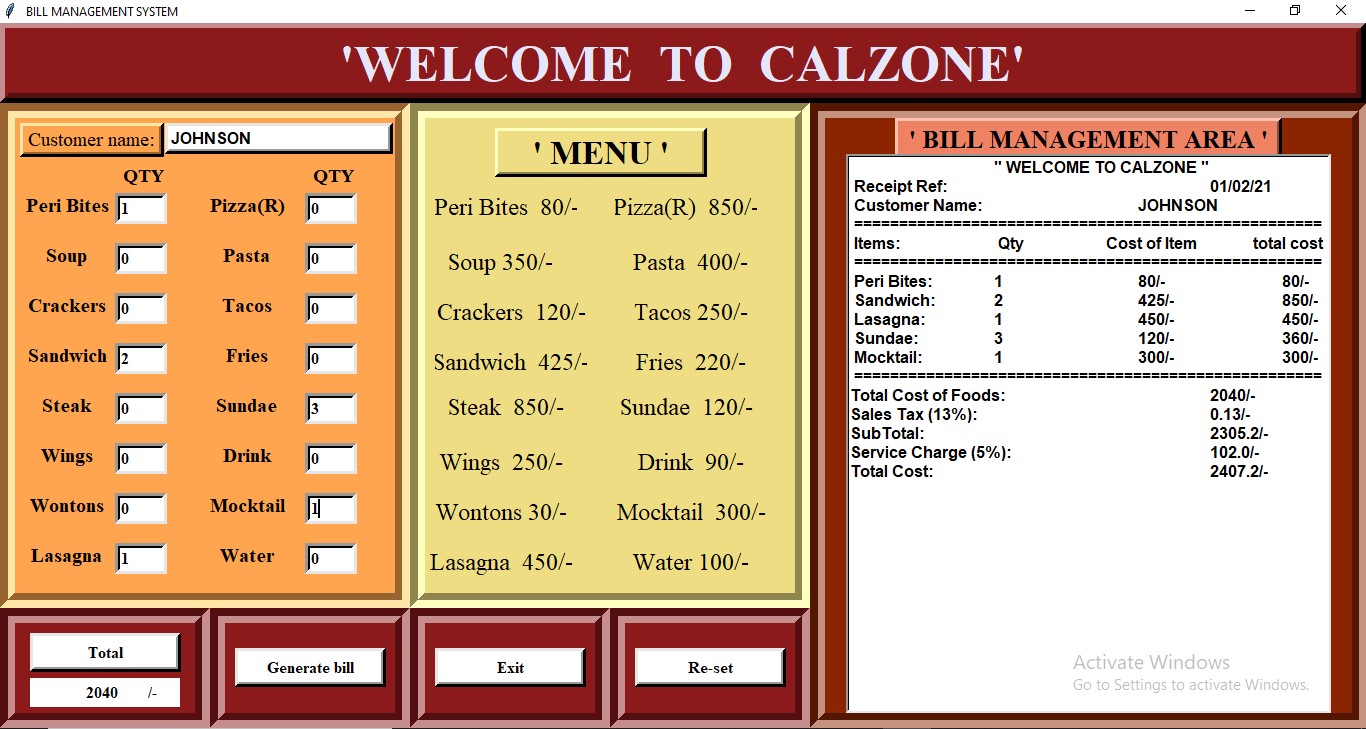 BILL MANAGEMENT SYSTEM
'WELCOME TO CALZONE'
Customer name: JOHNSON
QTY QTY
Peri Bites 1 Pizza(R) 0
Soup 0 Pasta 0
Crackers 0 Tacos 0
Sandwich 2 Fries 0
Steak 0 Sundae 3
Wings 0 Drink 0
Wontons 0 Mocktail 1
Lasagna 1 Water 0
' MENU '
Peri Bites 80/- Pizza(R) 850/-
Soup 350/- Pasta 400/-
Crackers 120/- Tacos 250/-
Sandwich 425/- Fries 220/-
Steak 850/- Sundae 120/-
Wings 250/- Drink 90/-
Wontons 30/- Mocktail 300/-
Lasagna 450/- Water 100/-
' BILL MANAGEMENT AREA '
" WELCOME TO CALZONE "
Receipt Ref: 01/02/21
Customer Name: JOHNSON
====================================================
Items: Qty Cost of Item total cost
====================================================
Peri Bites: 1 80/- 80/-
Sandwich: 2 425/- 850/-
Lasagna: 1 450/- 450/-
Sundae: 3 120/- 360/-
Mocktail: 1 300/- 300/-
====================================================
Total Cost of Foods: 2040/-
Sales Tax (13%): 0.13/-
SubTotal: 2305.2/-
Service Charge (5%): 102.0/-
Total Cost: 2407.2/-
Total
2040 /-
Generate bill
Exit
Re-set
Activate Windows
Go to Settings to activate Windows.